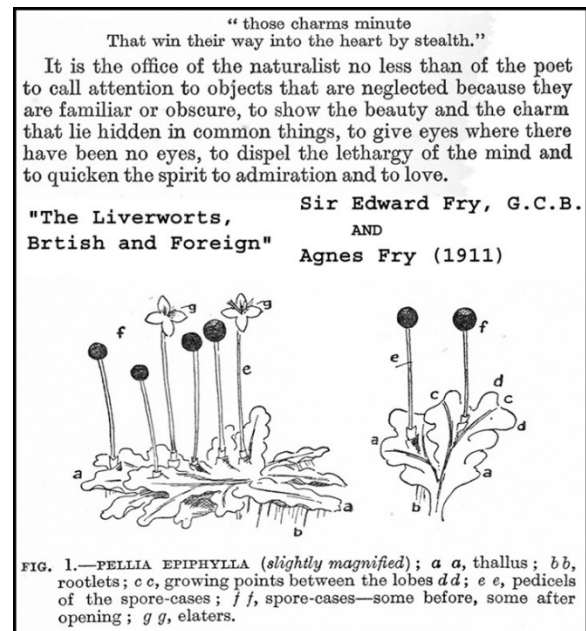 “ those charms minute
That win their way into the heart by stealth.”
It is the office of the naturalist no less than of the poet
to call attention to objects that are neglected because they
are familiar or obscure, to show the beauty and the charm
that lie hidden in common things, to give eyes where there
have been no eyes, to dispel the lethargy of the mind and
to quicken the spirit to admiration and to love.
"The Liverworts,
Brtish and Foreign"
Sir Edward Fry, G.C.B.
AND
Agnes Fry (1911)
g g
f
e
a
a
b
f
e
d
c c
d
a
a
b
FIG. 1.—PELLIA EPIPHYLLA (slightly magnified) ; a a, thallus ; b b,
rootlets ; c c, growing points between the lobes d d ; e e, pedicels
of the spore-cases ; f f, spore-cases—some before, some after
opening ; g g, elaters.